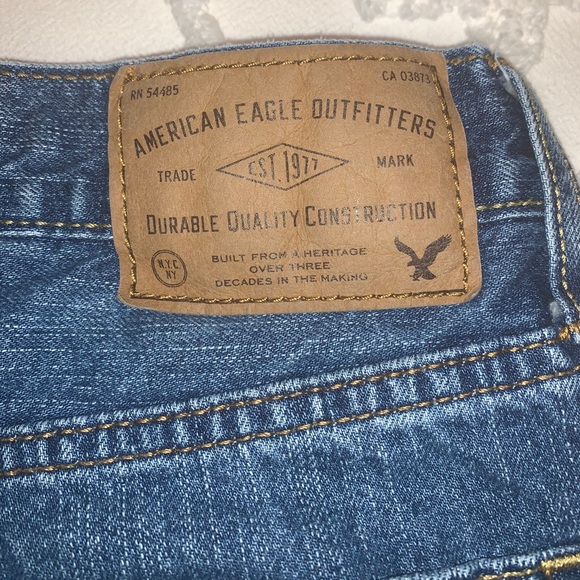 RN 54485 CA 03873
AMERICAN EAGLE OUTFITTERS
TRADE EST. 1977 MARK
DURABLE QUALITY CONSTRUCTION
N.Y.C.
NY
BUILT FROM A HERITAGE
OVER THREE
DECADES IN THE MAKING